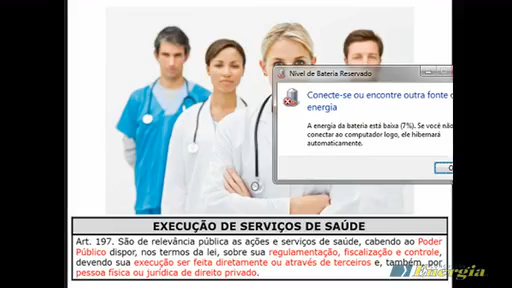 Nível de Bateria Reservado
Conecte-se ou encontre outra fonte
energia
A energia da bateria está baixa (7%). Se você não
conectar ao computador logo, ele hibernará
automaticamente.
EXECUÇÃO DE SERVIÇOS DE SAÚDE
Art. 197. São de relevância pública as ações e serviços de saúde, cabendo ao Poder
Público dispor, nos termos da lei, sobre sua regulamentação, fiscalização e controle,
devendo sua execução ser feita diretamente ou através de terceiros e, também, por
pessoa física ou jurídica de direito privado.
Energia